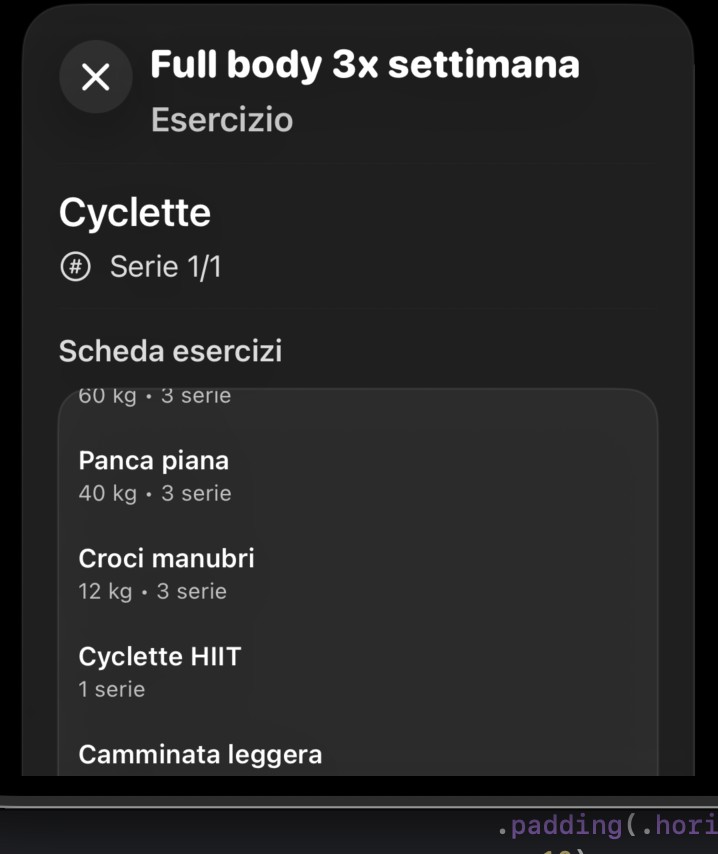 Full body 3x settimana
Esercizio
Cyclette
# Serie 1/1
Scheda esercizi
60 kg • 3 serie
Panca piana
40 kg • 3 serie
Croci manubri
12 kg • 3 serie
Cyclette HIIT
1 serie
Camminata leggera
.padding(.hori